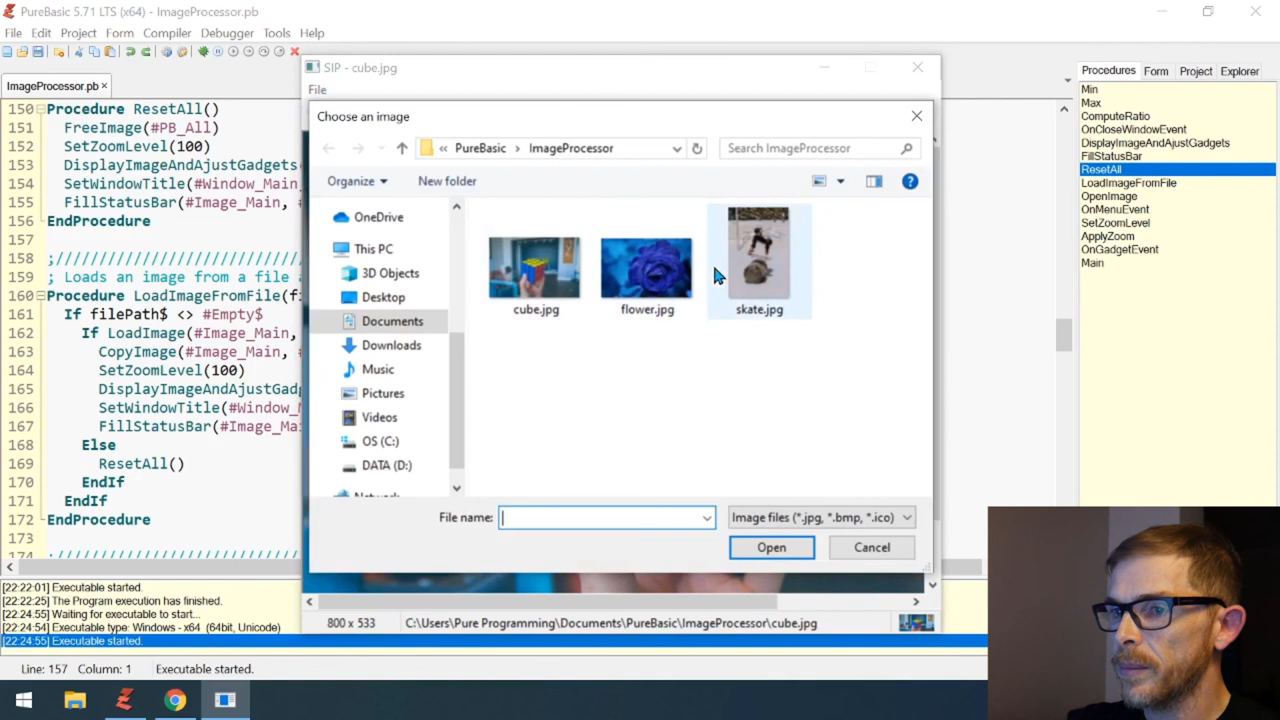 PureBasic 5.71 LTS (x64) - ImageProcessor.pb
File Edit Project Form Compiler Debugger Tools Help
ImageProcessor.pb
150 Procedure ResetAll()
151 FreeImage(#PB_All)
152 SetZoomLevel(100)
153 DisplayImageAndAjustGadgets
154 SetWindowTitle(#Window_Main,
155 FillStatusBar(#Image_Main,
156 EndProcedure
157
158 ;//////////////////////////
159 ; Loads an image from a file
160 Procedure LoadImageFromFile(
161 If filePath$ <> #Empty$
162 If LoadImage(#Image_Main,
163 CopyImage(#Image_Main,
164 SetZoomLevel(100)
165 DisplayImageAndAjustGad
166 SetWindowTitle(#Window_
167 FillStatusBar(#Image_Ma
168 Else
169 ResetAll()
170 EndIf
171 EndIf
172 EndProcedure
173
174
SIP - cube.jpg
File
Choose an image
« PureBasic › ImageProcessor
Search ImageProcessor
Organize
New folder
OneDrive
This PC
3D Objects
Desktop
Documents
Downloads
Music
Pictures
Videos
OS (C:)
DATA (D:)
Network
cube.jpg
flower.jpg
skate.jpg
File name:
Image files (*.jpg, *.bmp, *.ico)
Open
Cancel
800 x 533
C:\Users\Pure Programming\Documents\PureBasic\ImageProcessor\cube.jpg
Procedures Form Project Explorer
Min
Max
ComputeRatio
OnCloseWindowEvent
DisplayImageAndAjustGadgets
FillStatusBar
ResetAll
LoadImageFromFile
OpenImage
OnMenuEvent
SetZoomLevel
ApplyZoom
OnGadgetEvent
Main
[22:22:01] Executable started.
[22:22:25] The Program execution has finished.
[22:24:55] Waiting for executable to start...
[22:24:54] Executable type: Windows - x64 (64bit, Unicode)
[22:24:55] Executable started.
Line: 157 Column: 1 Executable started.